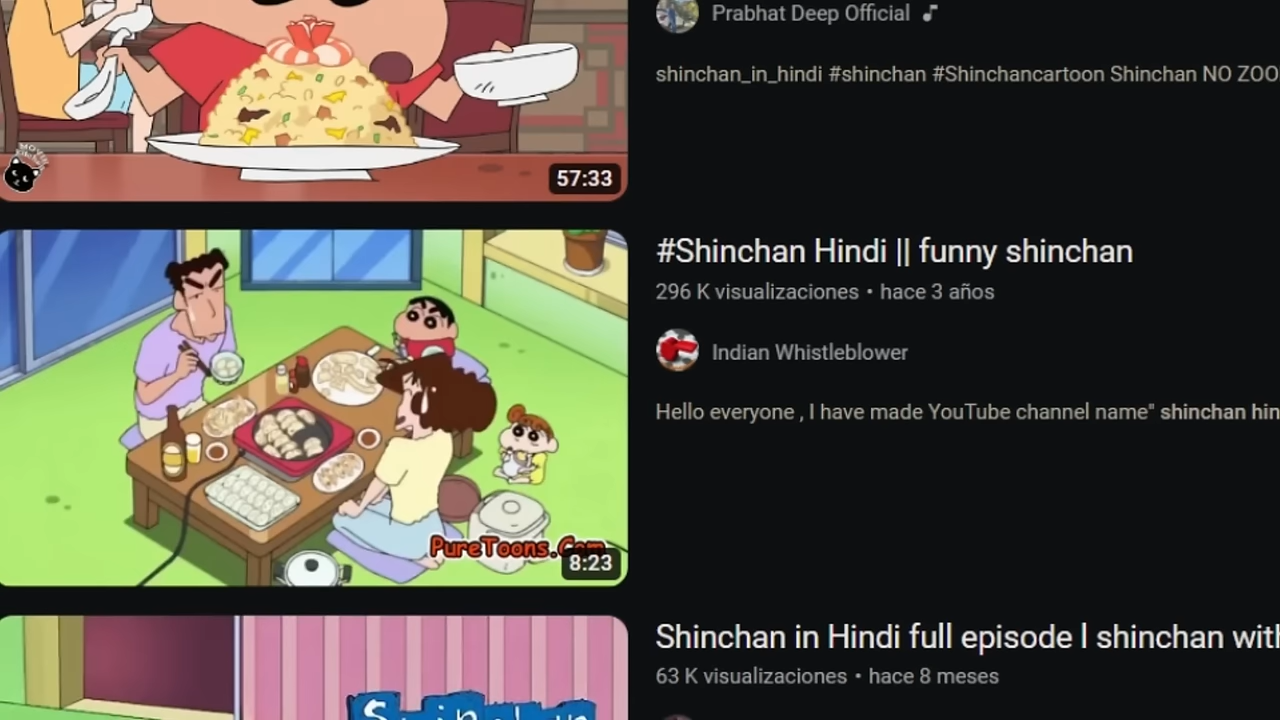 Prabhat Deep Official
shinchan_in_hindi #shinchan #Shinchancartoon Shinchan NO ZOO
57:33
#Shinchan Hindi || funny shinchan
296 K visualizaciones • hace 3 años
Indian Whistleblower
Hello everyone , I have made YouTube channel name" shinchan hin
PureToons.Com
8:23
Shinchan in Hindi full episode l shinchan with
63 K visualizaciones • hace 8 meses